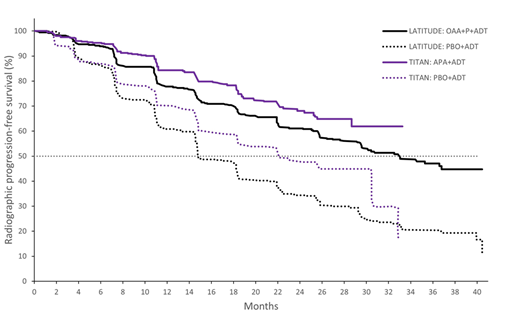 LATITUDE: OAA+P+ADT
LATITUDE: PBO+ADT
TITAN: APA+ADT
TITAN: PBO+ADT
Radiographic progression-free survival (%)
100
90
80
70
60
50
40
30
20
10
0
0 2 4 6 8 10 12 14 16 18 20 22 24 26 28 30 32 34 36 38 40
Months